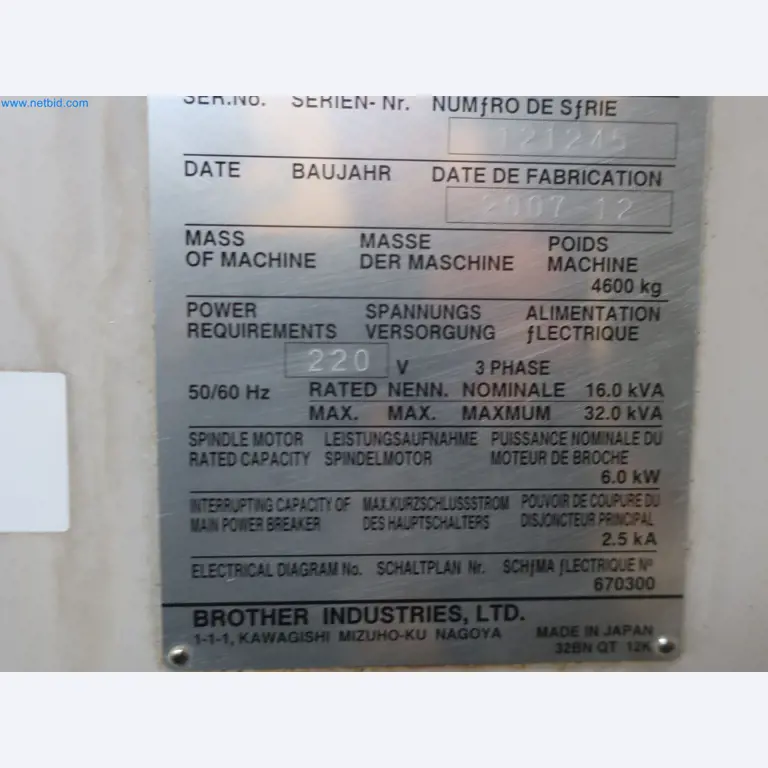 www.netbid.com
SER.No. SERIEN- Nr. NUMƒRO DE SƒRIE
121245
DATE BAUJAHR DATE DE FABRICATION
2007-12
MASS MASSE POIDS
OF MACHINE DER MASCHINE MACHINE
4600 kg
POWER SPANNUNGS ALIMENTATION
REQUIREMENTS VERSORGUNG ƒLECTRIQUE
220 V 3 PHASE
50/60 Hz RATED NENN. NOMINALE 16.0 kVA
MAX. MAX. MAXMUM 32.0 kVA
SPINDLE MOTOR LEISTUNGSAUFNAHME PUISSANCE NOMINALE DU
RATED CAPACITY SPINDELMOTOR MOTEUR DE BROCHE
6.0 kW
INTERRUPTING CAPACITY OF MAX.KURZSCHLUSSSTROM POUVOIR DE COUPURE DU
MAIN POWER BREAKER DES HAUPTSCHALTERS DISJONCTEUR PRINCIPAL
2.5 kA
ELECTRICAL DIAGRAM No. SCHALTPLAN Nr. SCHƒMA ƒLECTRIQUE Nº
670300
BROTHER INDUSTRIES, LTD.
1-1-1, KAWAGISHI MIZUHO-KU NAGOYA MADE IN JAPAN
32BN QT 12K